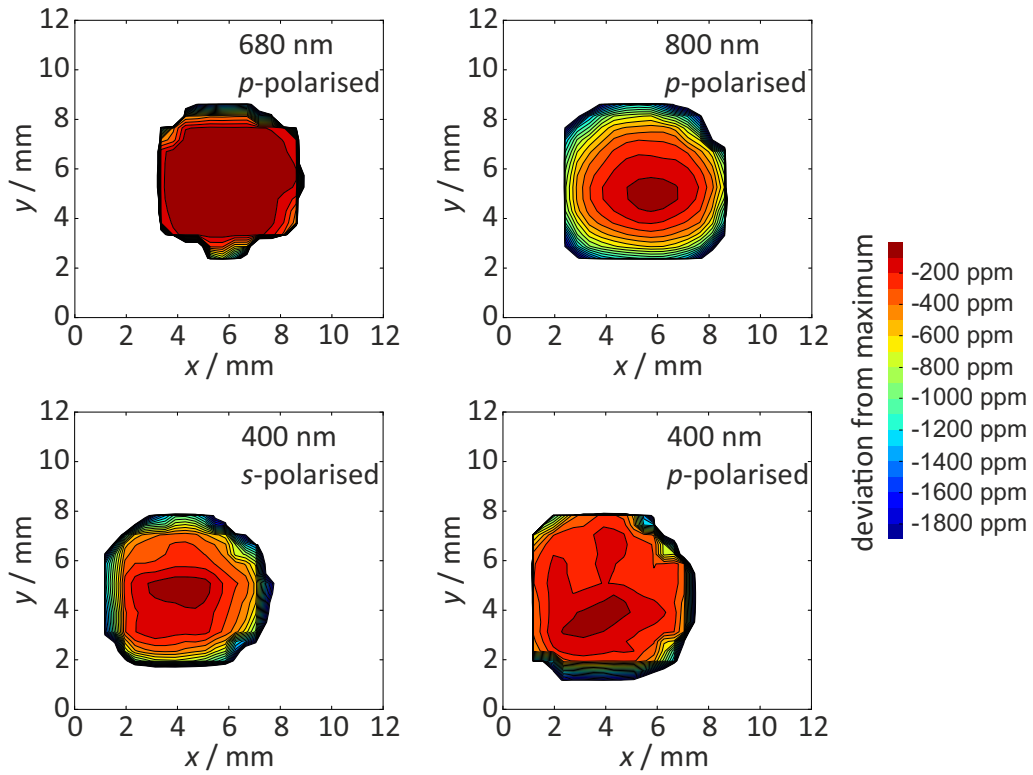 680 nm
p-polarised
12
10
8
6
4
2
0
y / mm
0 2 4 6 8 10 12
x / mm
800 nm
p-polarised
12
10
8
6
4
2
0
y / mm
0 2 4 6 8 10 12
x / mm
400 nm
s-polarised
12
10
8
6
4
2
0
y / mm
0 2 4 6 8 10 12
x / mm
400 nm
p-polarised
12
10
8
6
4
2
0
y / mm
0 2 4 6 8 10 12
x / mm
deviation from maximum
-200 ppm
-400 ppm
-600 ppm
-800 ppm
-1000 ppm
-1200 ppm
-1400 ppm
-1600 ppm
-1800 ppm